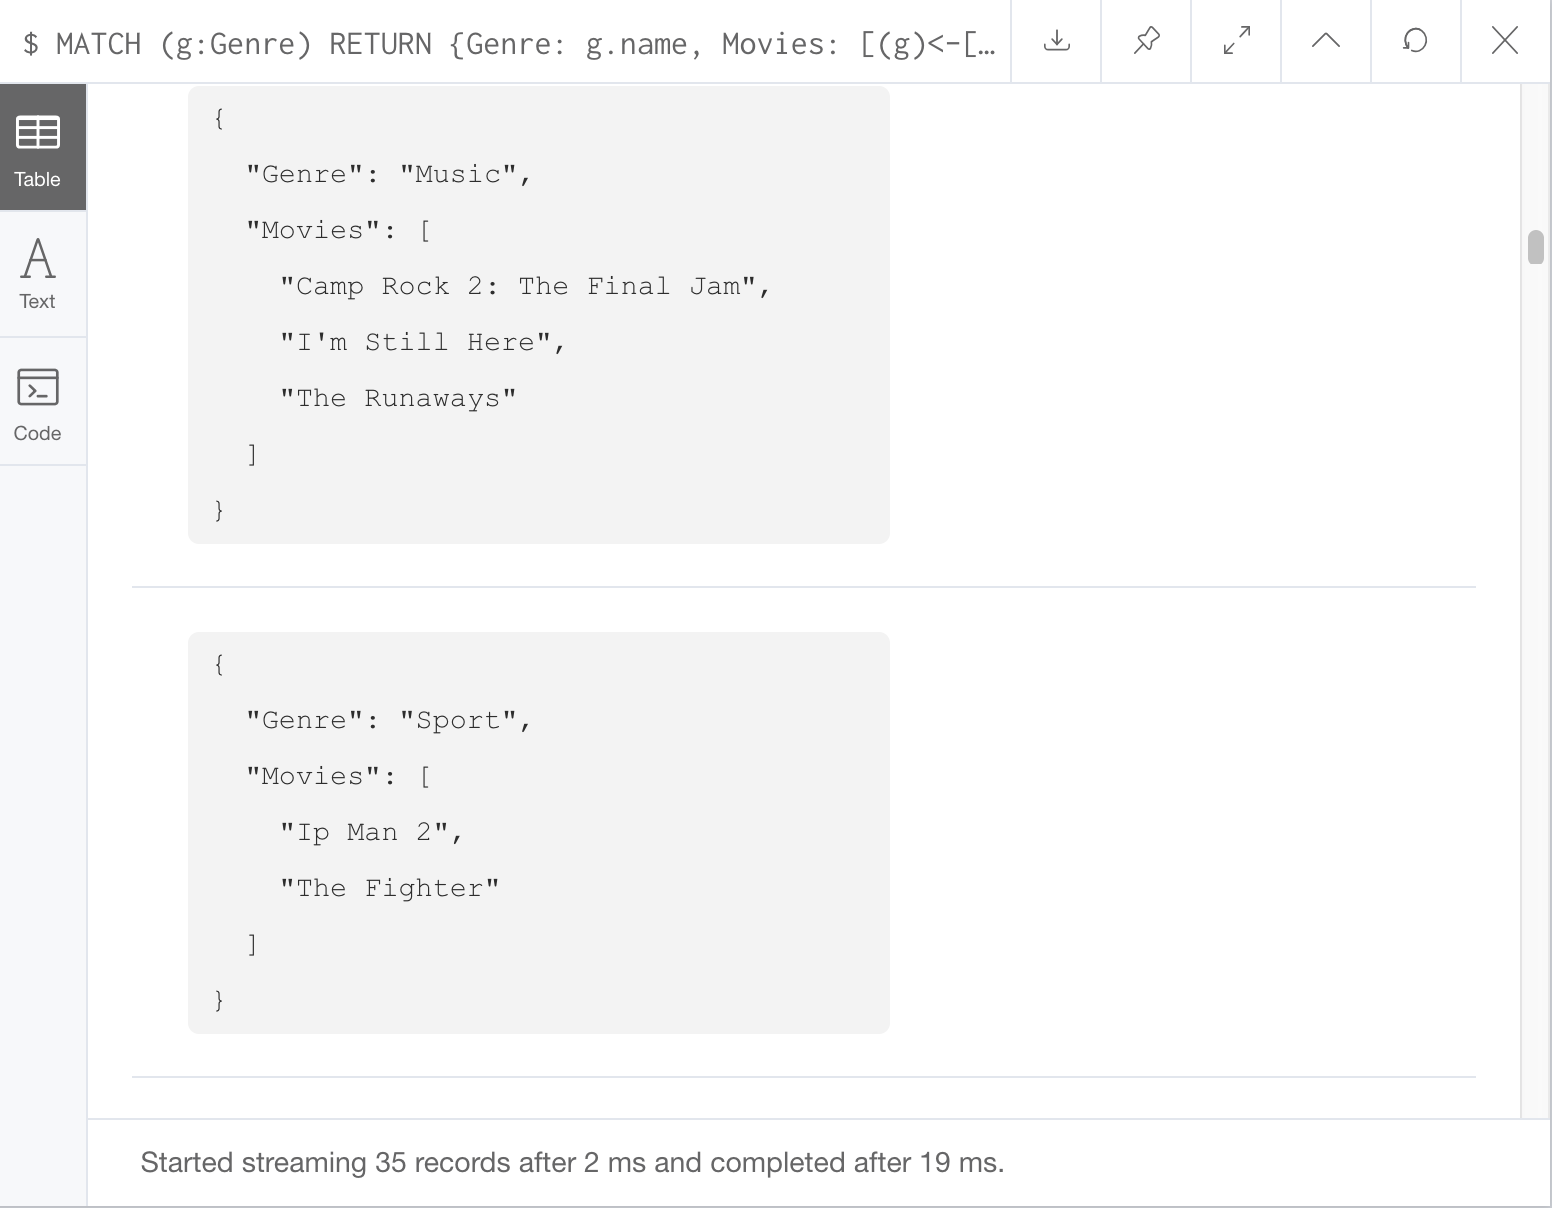 $ MATCH (g:Genre) RETURN {Genre: g.name, Movies: [(g)<-[…
Table
Text
Code
{
"Genre": "Music",
"Movies": [
"Camp Rock 2: The Final Jam",
"I'm Still Here",
"The Runaways"
]
}
{
"Genre": "Sport",
"Movies": [
"Ip Man 2",
"The Fighter"
]
}
Started streaming 35 records after 2 ms and completed after 19 ms.